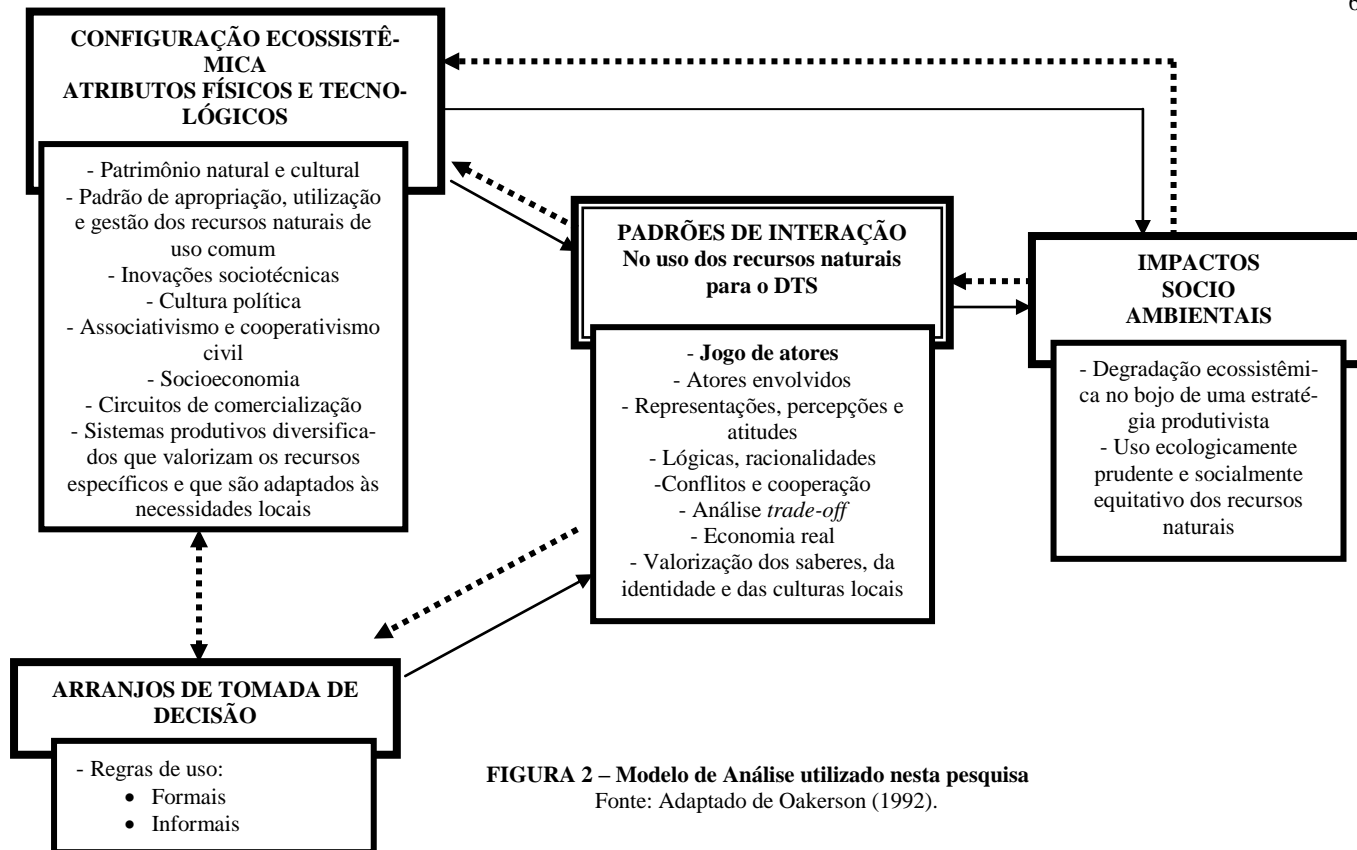 6
CONFIGURAÇÃO ECOSSISTÊ-
MICA
ATRIBUTOS FÍSICOS E TECNO-
LÓGICOS
- Patrimônio natural e cultural
- Padrão de apropriação, utilização
e gestão dos recursos naturais de
uso comum
- Inovações sociotécnicas
- Cultura política
- Associativismo e cooperativismo
civil
- Socioeconomia
- Circuitos de comercialização
- Sistemas produtivos diversifica-
dos que valorizam os recursos
específicos e que são adaptados às
necessidades locais
PADRÕES DE INTERAÇÃO
No uso dos recursos naturais
para o DTS
- Jogo de atores
- Atores envolvidos
- Representações, percepções e
atitudes
- Lógicas, racionalidades
-Conflitos e cooperação
- Análise trade-off
- Economia real
- Valorização dos saberes, da
identidade e das culturas locais
IMPACTOS
SOCIO
AMBIENTAIS
- Degradação ecossistêmi-
ca no bojo de uma estraté-
gia produtivista
- Uso ecologicamente
prudente e socialmente
equitativo dos recursos
naturais
ARRANJOS DE TOMADA DE
DECISÃO
- Regras de uso:
• Formais
• Informais
FIGURA 2 – Modelo de Análise utilizado nesta pesquisa
Fonte: Adaptado de Oakerson (1992).